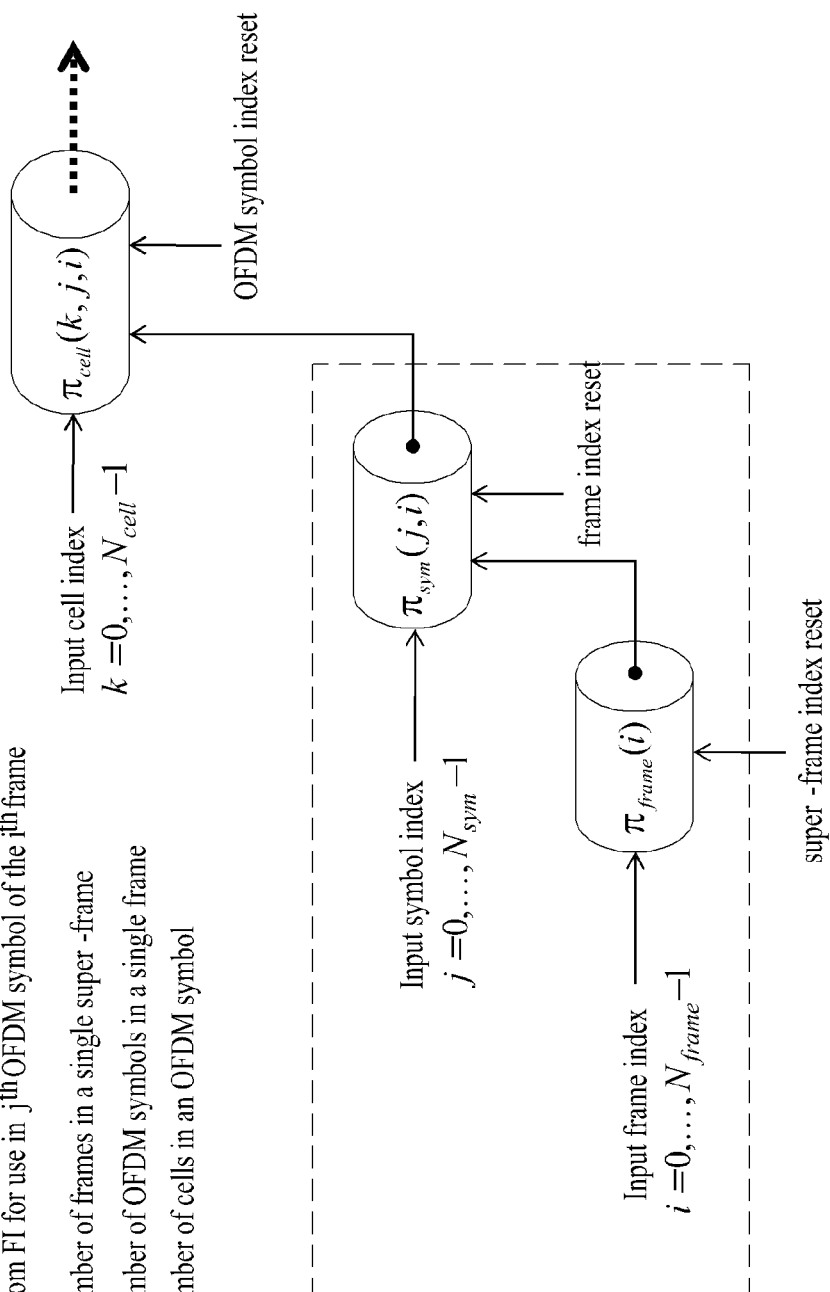 om FI for use in jth OFDM symbol of the ith frame
mber of frames in a single super -frame
mber of OFDM symbols in a single frame
mber of cells in an OFDM symbol
Input cell index
k =0,…,N_cell −1
π_cell (k, j,i)
OFDM symbol index reset
Input symbol index
j =0,…,N_sym −1
π_sym (j,i)
frame index reset
Input frame index
i =0,…,N_frame −1
π_frame (i)
super -frame index reset